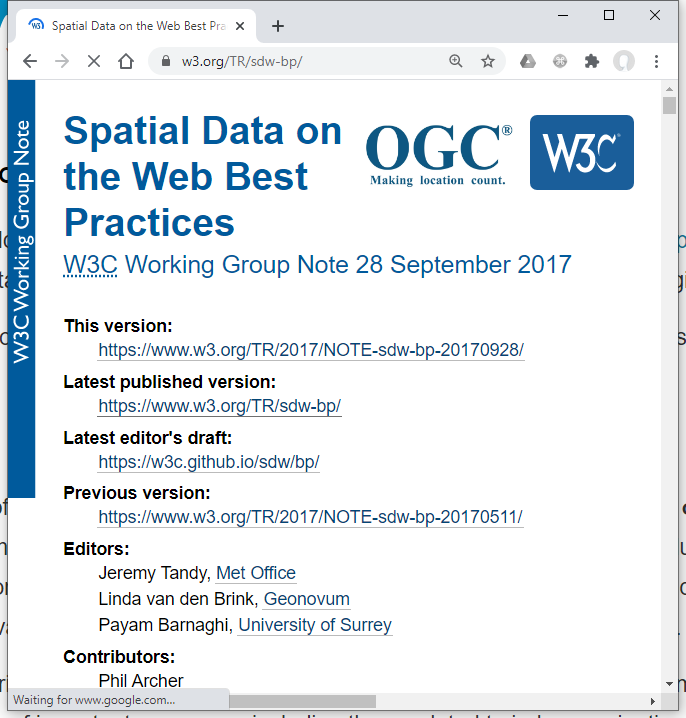 Spatial Data on the Web Best Pra
w3.org/TR/sdw-bp/
W3C Working Group Note
Spatial Data on
the Web Best
Practices
OGC®
Making location count.
W3C®
W3C Working Group Note 28 September 2017
This version:
https://www.w3.org/TR/2017/NOTE-sdw-bp-20170928/
Latest published version:
https://www.w3.org/TR/sdw-bp/
Latest editor's draft:
https://w3c.github.io/sdw/bp/
Previous version:
https://www.w3.org/TR/2017/NOTE-sdw-bp-20170511/
Editors:
Jeremy Tandy, Met Office
Linda van den Brink, Geonovum
Payam Barnaghi, University of Surrey
Contributors:
Phil Archer
Waiting for www.google.com...